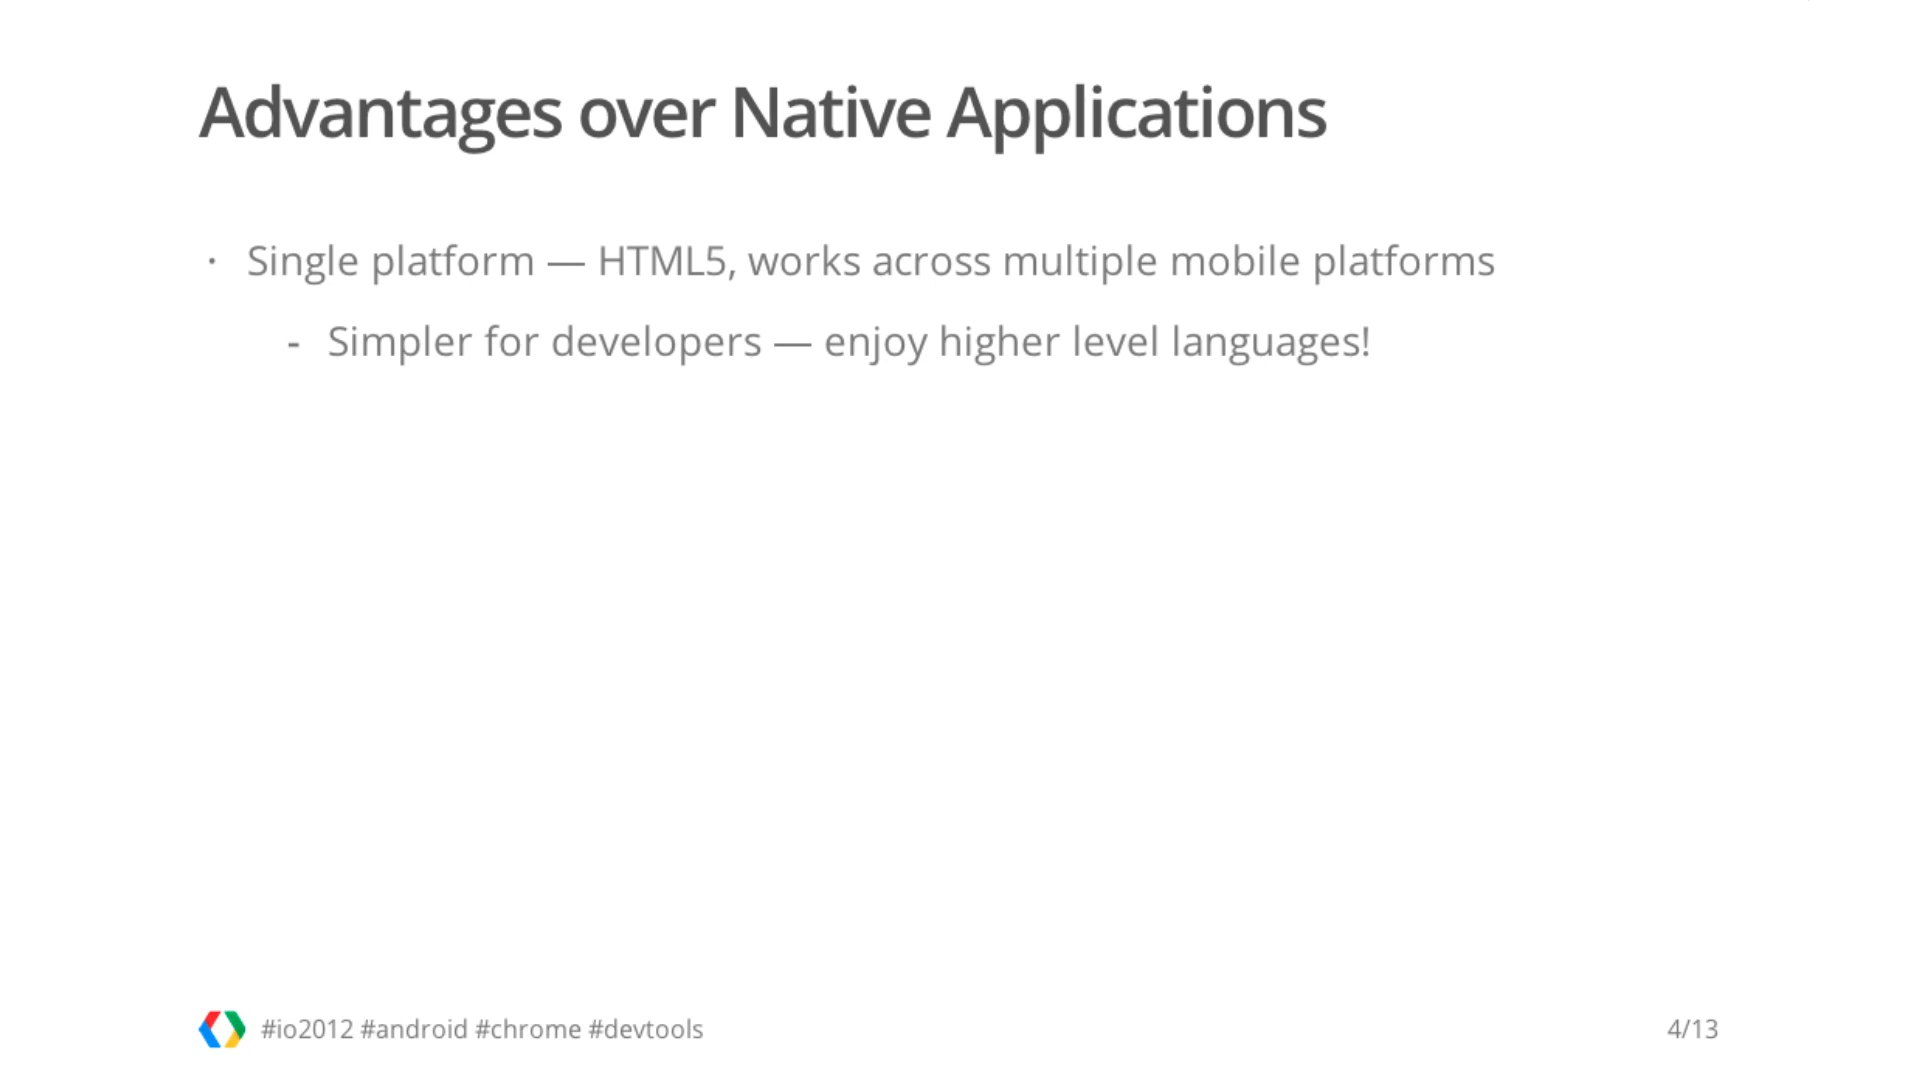 Advantages over Native Applications
· Single platform — HTML5, works across multiple mobile platforms
- Simpler for developers — enjoy higher level languages!
#io2012 #android #chrome #devtools
4/13